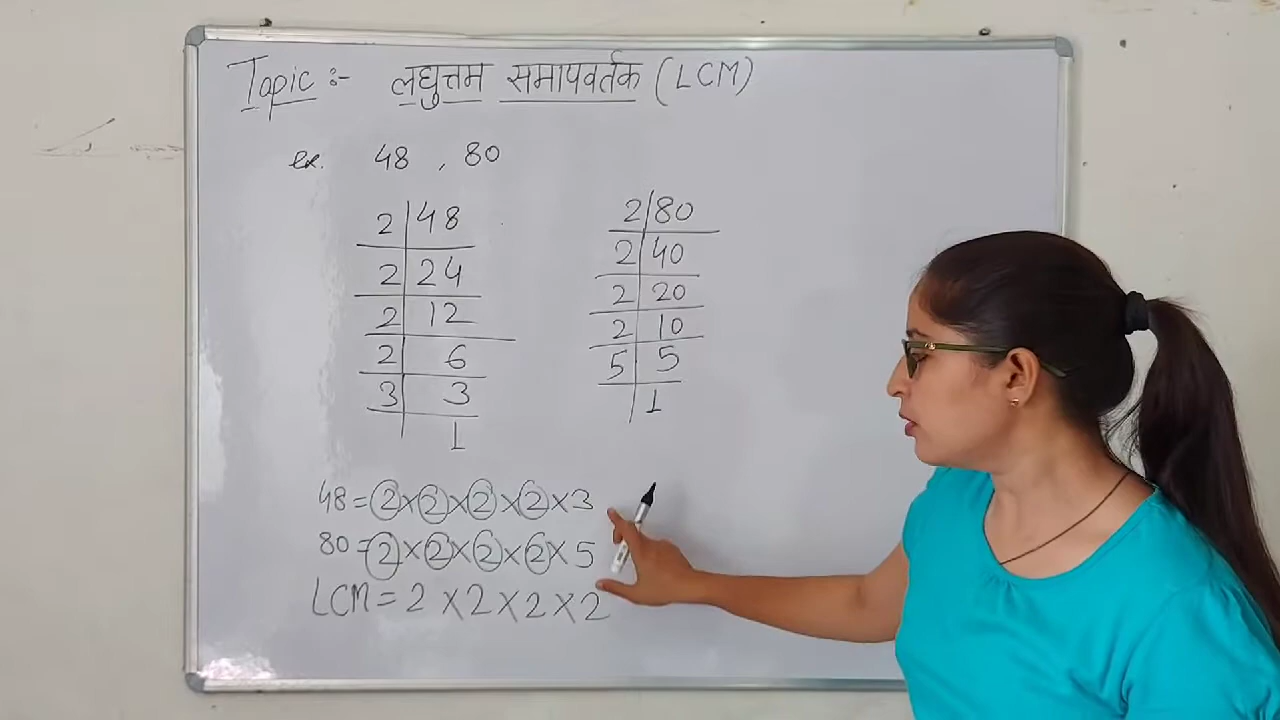 Topic :- लघुत्तम समापवर्तक (LCM)
ex. 48 , 80
2 | 48
2 | 24
2 | 12
2 | 6
3 | 3
1
2 | 80
2 | 40
2 | 20
2 | 10
5 | 5
1
48 = 2 × 2 × 2 × 2 × 3
80 = 2 × 2 × 2 × 2 × 5
LCM = 2 × 2 × 2 × 2